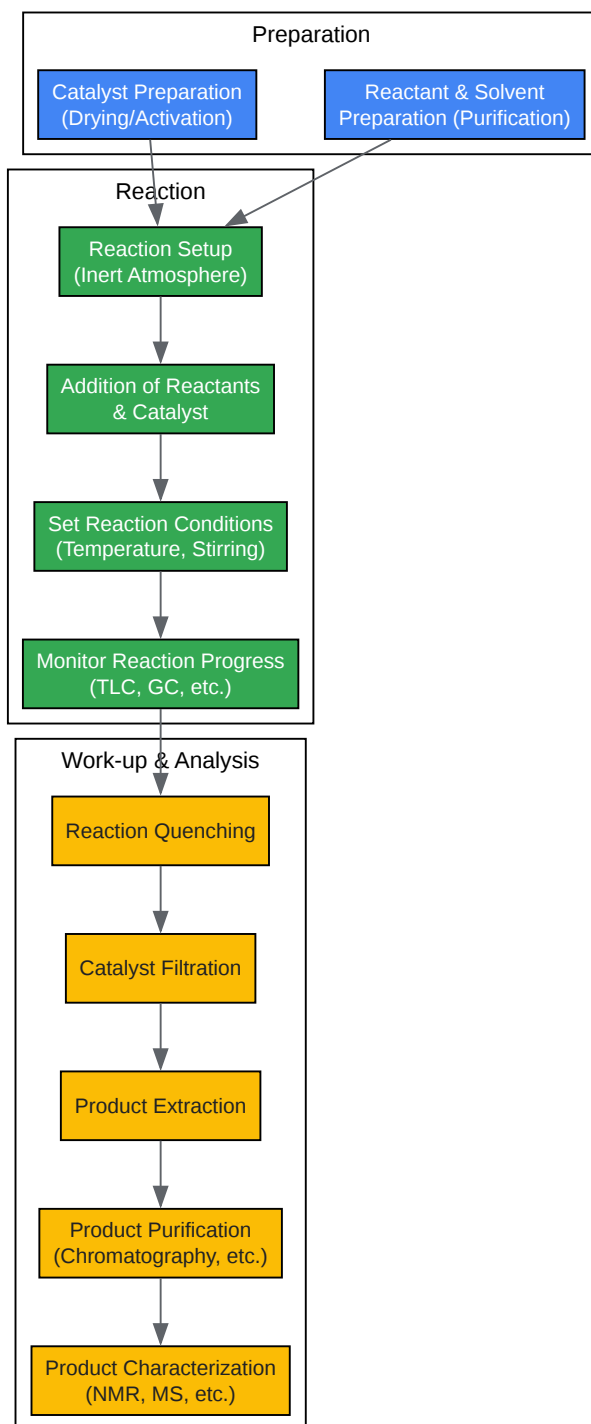 Preparation
Catalyst Preparation
(Drying/Activation)
Reactant & Solvent
Preparation (Purification)
Reaction
Reaction Setup
(Inert Atmosphere)
Addition of Reactants
& Catalyst
Set Reaction Conditions
(Temperature, Stirring)
Monitor Reaction Progress
(TLC, GC, etc.)
Work-up & Analysis
Reaction Quenching
Catalyst Filtration
Product Extraction
Product Purification
(Chromatography, etc.)
Product Characterization
(NMR, MS, etc.)